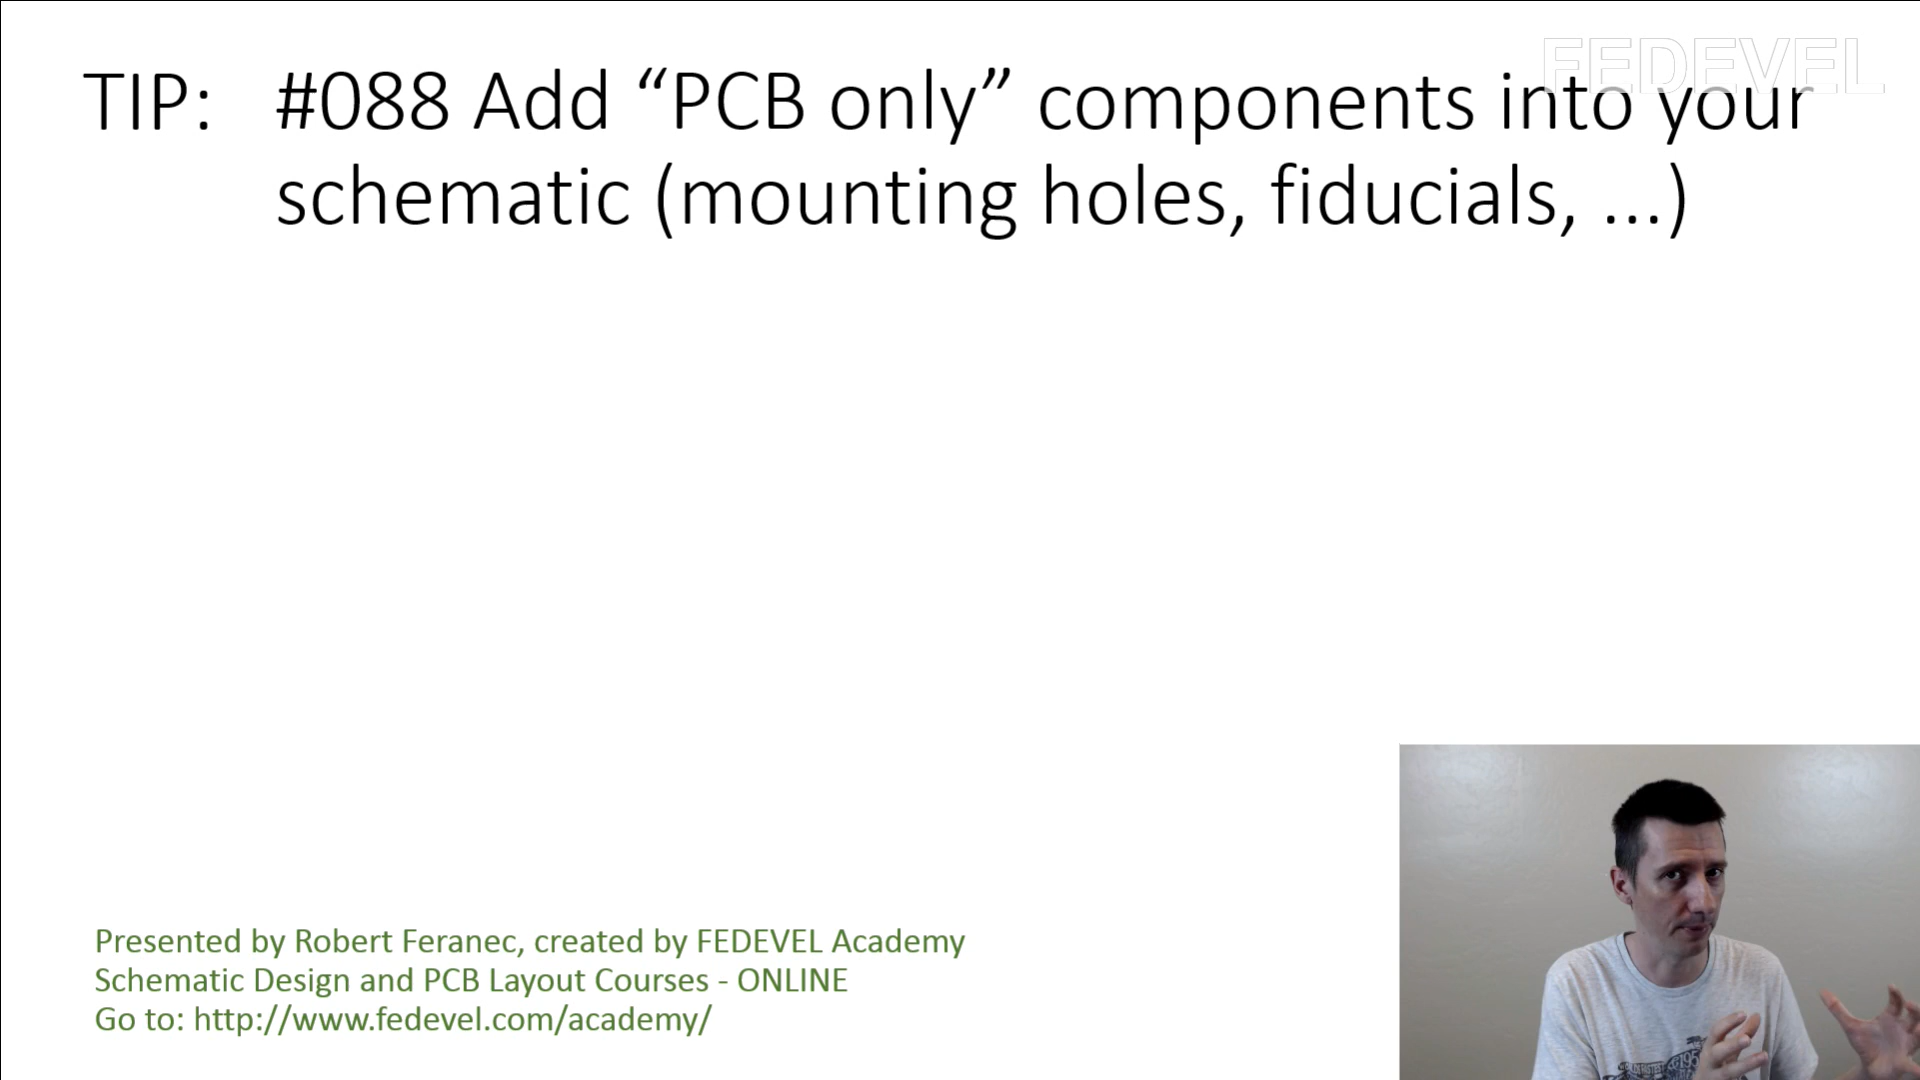 FEDEVEL
TIP: #088 Add “PCB only” components into your
schematic (mounting holes, fiducials, ...)
Presented by Robert Feranec, created by FEDEVEL Academy
Schematic Design and PCB Layout Courses - ONLINE
Go to: http://www.fedevel.com/academy/